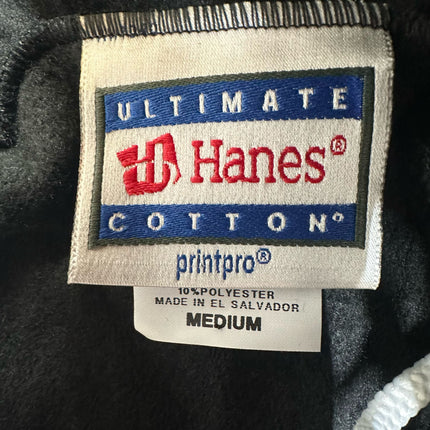 ULTIMATE
H Hanes®
COTTON®
printpro®
10% POLYESTER
MADE IN EL SALVADOR
MEDIUM